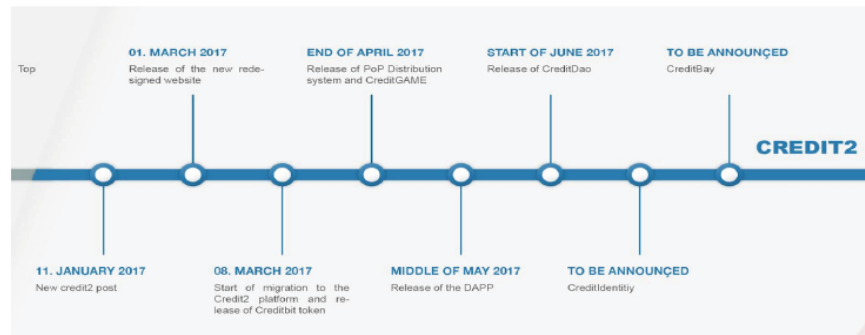 01. MARCH 2017
Release of the new rede-
signed website
END OF APRIL 2017
Release of PoP Distribution
system and CreditGAME
START OF JUNE 2017
Release of CreditDao
TO BE ANNOUNÇED
CreditBay
Top
CREDIT2
11. JANUARY 2017
New credit2 post
08. MARCH 2017
Start of migration to the
Credit2 platform and re-
lease of Creditbit token
MIDDLE OF MAY 2017
Release of the DAPP
TO BE ANNOUNÇED
CreditIdentitiy